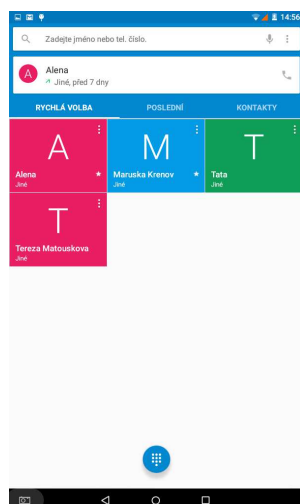 14:56
Zadejte jméno nebo tel. číslo.
A
Alena
Jiné, před 7 dny
RYCHLÁ VOLBA
POSLEDNÍ
KONTAKTY
A
Alena
Jiné
M
Maruska Krenov
Jiné
T
Tata
Jiné
T
Tereza Matouskova
Jiné